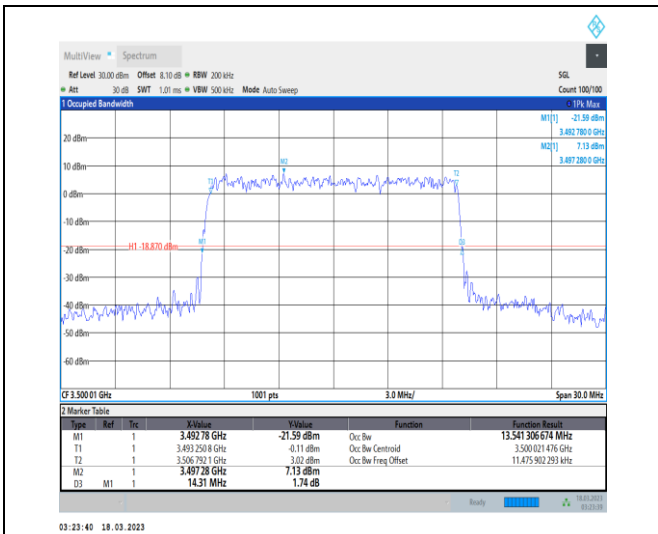 MultiView Spectrum
Ref Level 30.00 dBm Offset 8.10 dB RBW 200 kHz SGL
Att 30 dB SWT 1.01 ms VBW 500 kHz Mode Auto Sweep Count 100/100
1 Occupied Bandwidth 1Pk Max
M1[1] -21.59 dBm
3.492 780 0 GHz
M2[1] 7.13 dBm
3.497 280 0 GHz
20 dBm
10 dBm
M2
T1
T2
0 dBm
-10 dBm
M1
D3
H1 -18.870 dBm
-20 dBm
-30 dBm
-40 dBm
-50 dBm
-60 dBm
CF 3.500 01 GHz 1001 pts 3.0 MHz/ Span 30.0 MHz
2 Marker Table
Type Ref Trc X-Value Y-Value Function Function Result
M1 1 3.492 78 GHz -21.59 dBm Occ Bw 13.541 306 674 MHz
T1 1 3.493 250 8 GHz -0.11 dBm Occ Bw Centroid 3.500 021 476 GHz
T2 1 3.506 792 1 GHz 3.02 dBm Occ Bw Freq Offset 11.475 902 293 kHz
M2 1 3.497 28 GHz 7.13 dBm
D3 M1 1 14.31 MHz 1.74 dB
Ready 18.03.2023
03:23:39
03:23:40 18.03.2023